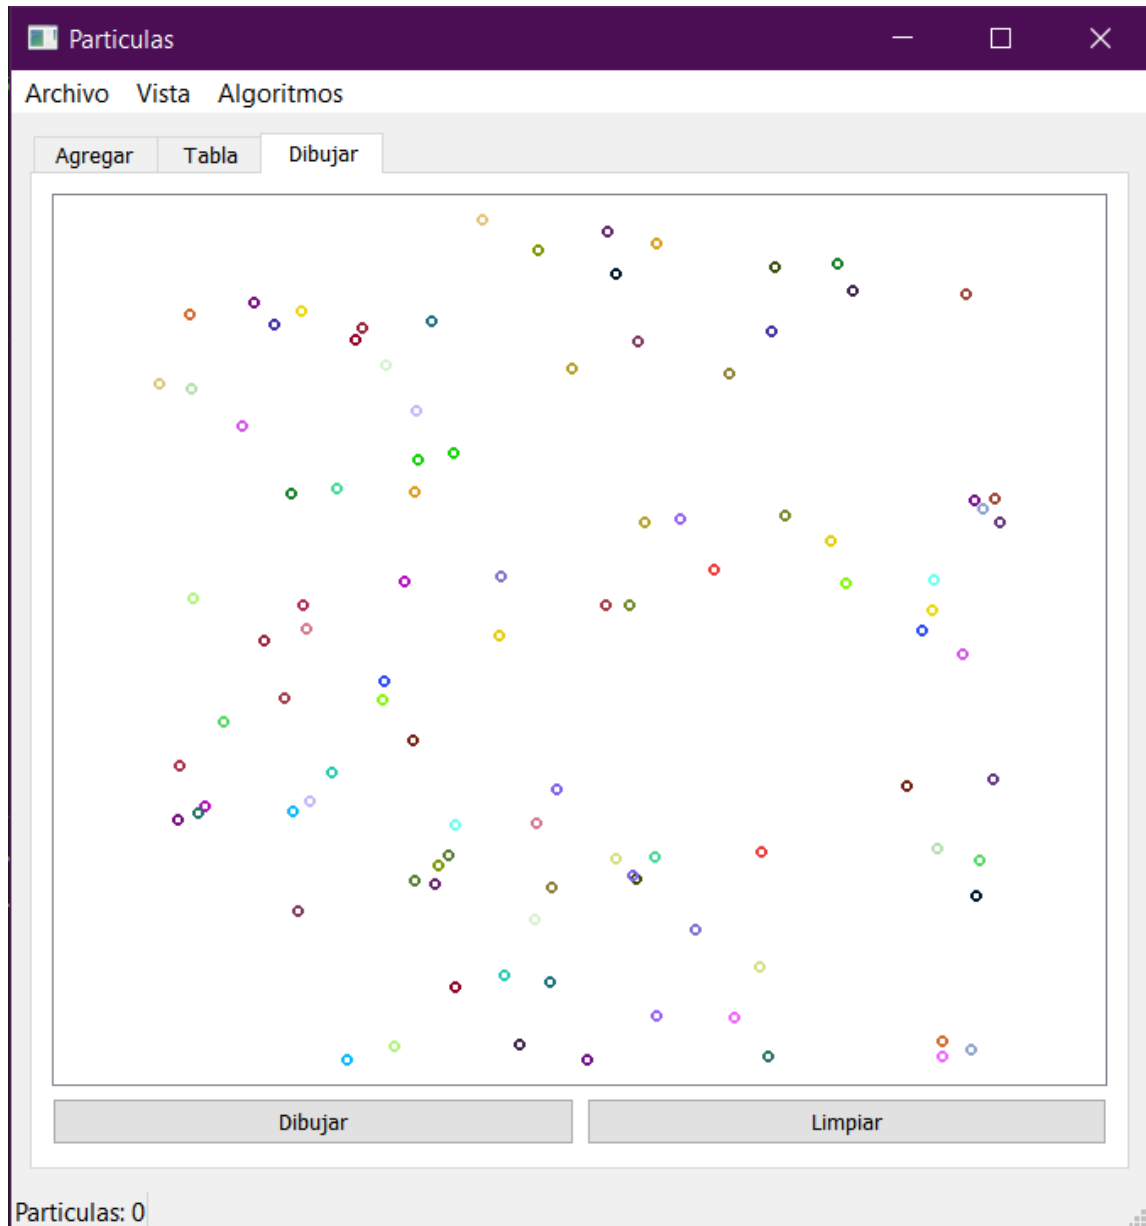 Particulas
Archivo Vista Algoritmos
Agregar Tabla Dibujar
Dibujar Limpiar
Particulas: 0